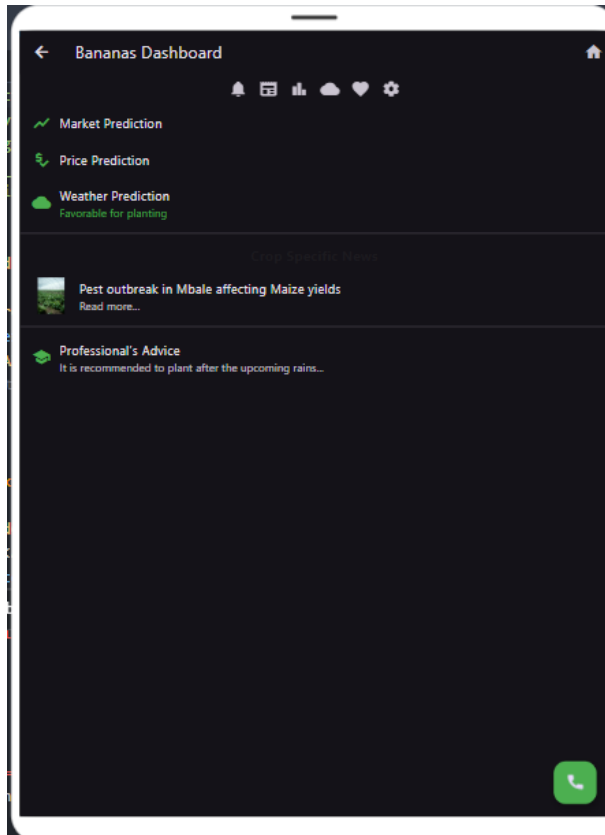 Bananas Dashboard
Market Prediction
Price Prediction
Weather Prediction
Favorable for planting
Crop Specific News
Pest outbreak in Mbale affecting Maize yields
Read more...
Professional's Advice
It is recommended to plant after the upcoming rains...